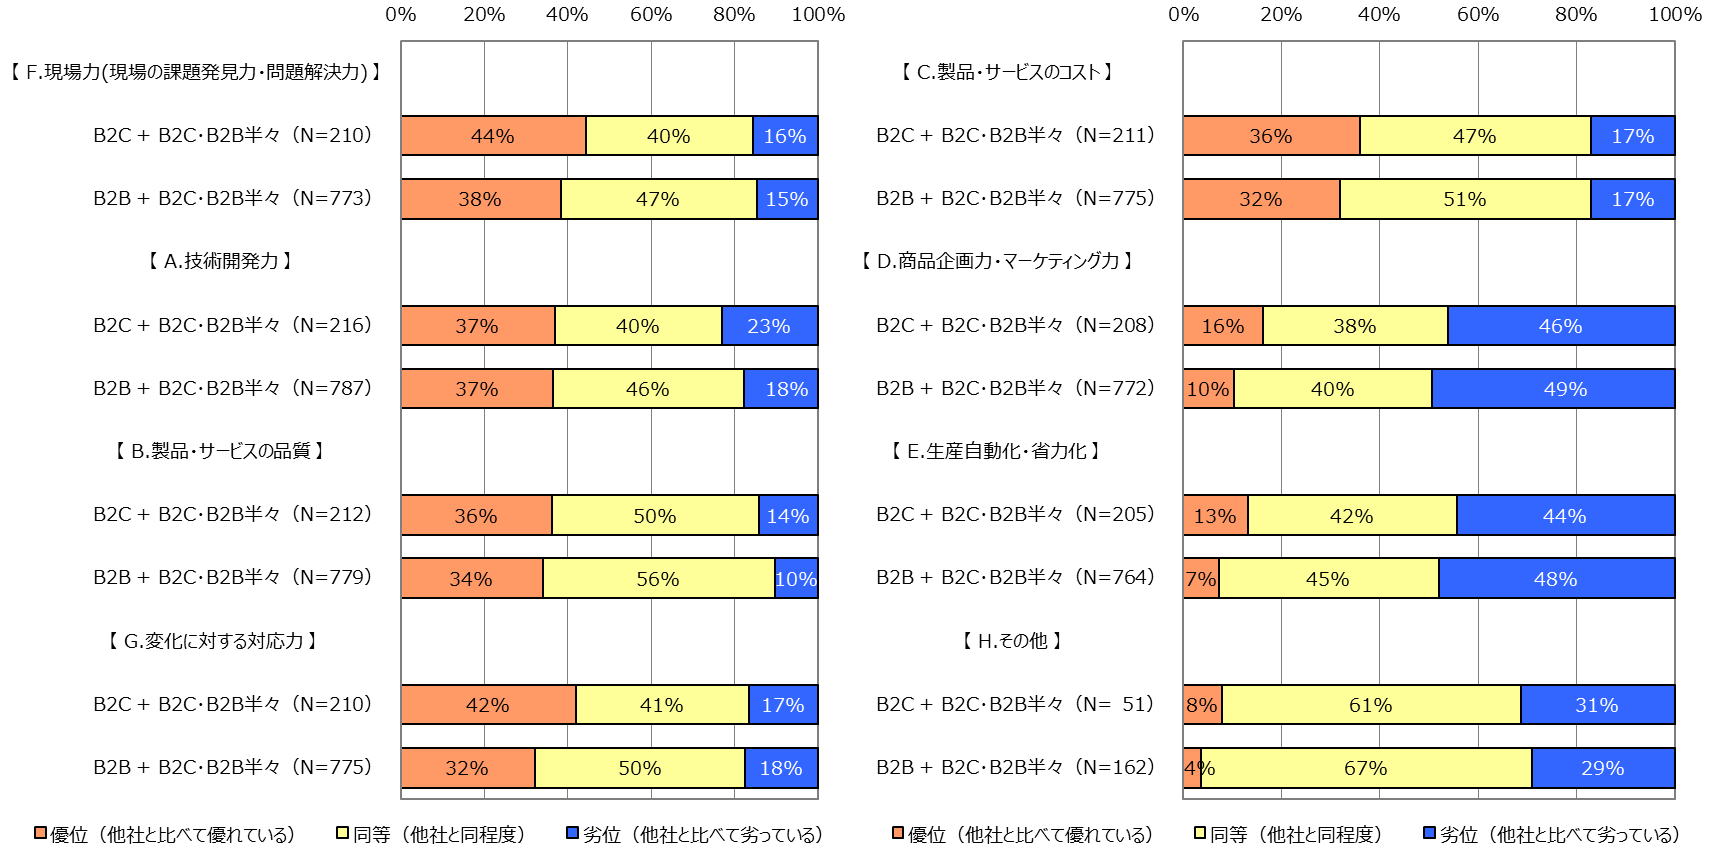 0% 20% 40% 60% 80% 100%
【 F.現場力(現場の課題発見力・問題解決力) 】
B2C + B2C・B2B半々（N=210） 44% 40% 16%
B2B + B2C・B2B半々（N=773） 38% 47% 15%
【 A.技術開発力 】
B2C + B2C・B2B半々（N=216） 37% 40% 23%
B2B + B2C・B2B半々（N=787） 37% 46% 18%
【 B.製品・サービスの品質 】
B2C + B2C・B2B半々（N=212） 36% 50% 14%
B2B + B2C・B2B半々（N=779） 34% 56% 10%
【 G.変化に対する対応力 】
B2C + B2C・B2B半々（N=210） 42% 41% 17%
B2B + B2C・B2B半々（N=775） 32% 50% 18%
優位（他社と比べて優れている） 同等（他社と同程度） 劣位（他社と比べて劣っている）
0% 20% 40% 60% 80% 100%
【 C.製品・サービスのコスト 】
B2C + B2C・B2B半々（N=211） 36% 47% 17%
B2B + B2C・B2B半々（N=775） 32% 51% 17%
【 D.商品企画力・マーケティング力 】
B2C + B2C・B2B半々（N=208） 16% 38% 46%
B2B + B2C・B2B半々（N=772） 10% 40% 49%
【 E.生産自動化・省力化 】
B2C + B2C・B2B半々（N=205） 13% 42% 44%
B2B + B2C・B2B半々（N=764） 7% 45% 48%
【 H.その他 】
B2C + B2C・B2B半々（N= 51） 8% 61% 31%
B2B + B2C・B2B半々（N=162） 4% 67% 29%
優位（他社と比べて優れている） 同等（他社と同程度） 劣位（他社と比べて劣っている）